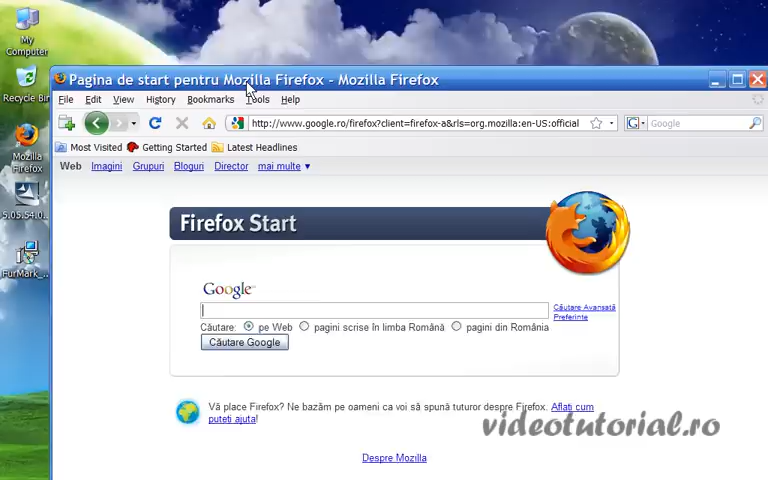 My Computer
Recycle Bin
Mozilla Firefox
5.05.54.0...
FurMark_...
Pagina de start pentru Mozilla Firefox - Mozilla Firefox
File Edit View History Bookmarks Tools Help
http://www.google.ro/firefox?client=firefox-a&rls=org.mozilla:en-US:official
G Google
Most Visited Getting Started Latest Headlines
Web Imagini Grupuri Bloguri Director mai multe ▼
Firefox Start
Google™
Căutare Avansată
Preferinţe
Căutare: pe Web pagini scrise în limba Română pagini din România
Căutare Google
Vă place Firefox? Ne bazăm pe oameni ca voi să spună tuturor despre Firefox. Aflati cum
puteti ajuta!
videotutorial.ro
Despre Mozilla